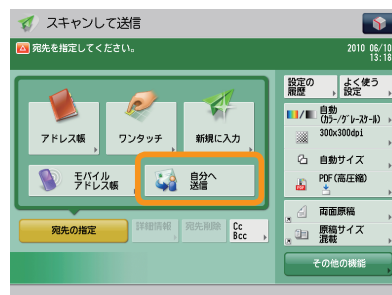 スキャンして送信
宛先を指定してください。
2010 06/10
13:18
アドレス帳
ワンタッチ
新規に入力
モバイル
アドレス帳
自分へ
送信
宛先の指定
詳細情報
宛先削除
Cc
Bcc
設定の
履歴
よく使う
設定
自動
(カラー/グレースケール)
300x300dpi
自動サイズ
PDF(高圧縮)
両面原稿
原稿サイズ
混載
その他の機能